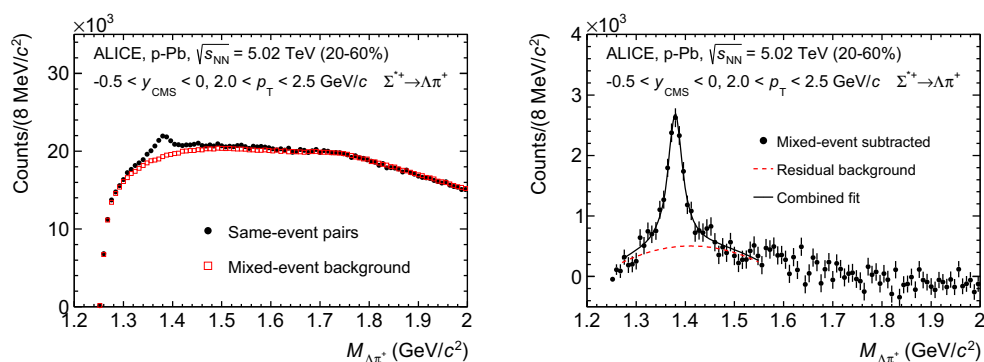 ×10³
ALICE, p-Pb, √sNN = 5.02 TeV (20-60%)
-0.5 < yCMS < 0, 2.0 < pT < 2.5 GeV/c Σ*+→Λπ+
Counts/(8 MeV/c²)
40
30
20
10
0
Same-event pairs
Mixed-event background
1.2 1.3 1.4 1.5 1.6 1.7 1.8 1.9 2
MΛπ+ (GeV/c²)
×10³
ALICE, p-Pb, √sNN = 5.02 TeV (20-60%)
-0.5 < yCMS < 0, 2.0 < pT < 2.5 GeV/c Σ*+→Λπ+
Counts/(8 MeV/c²)
4
3
2
1
0
Mixed-event subtracted
Residual background
Combined fit
1.2 1.3 1.4 1.5 1.6 1.7 1.8 1.9 2
MΛπ+ (GeV/c²)